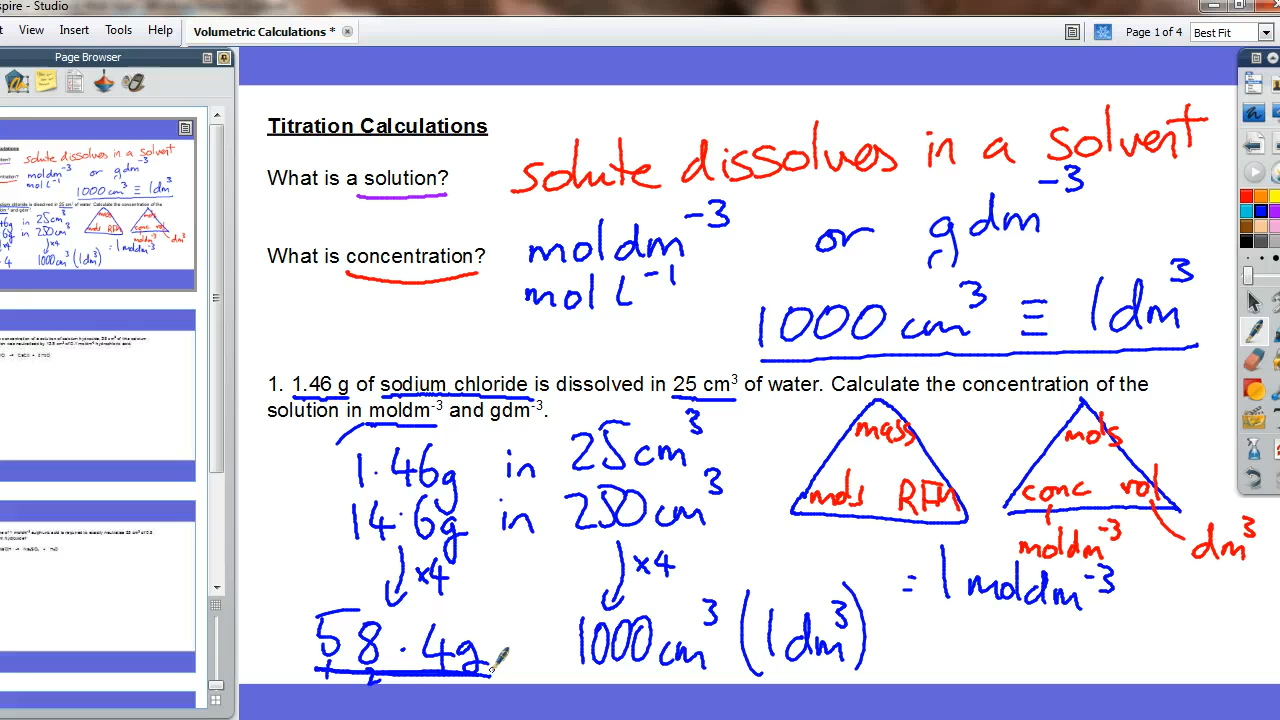 spire - Studio
View Insert Tools Help Volumetric Calculations * Page 1 of 4 Best Fit
Page Browser
Titration Calculations
solute dissolves in a solvent
What is a solution?
moldm⁻³ or gdm⁻³
What is concentration?
mol L⁻¹
1000 cm³ ≡ 1dm³
1. 1.46 g of sodium chloride is dissolved in 25 cm³ of water. Calculate the concentration of the
solution in moldm⁻³ and gdm⁻³.
1.46g in 25cm³
14.6g in 250cm³
x4 x4
58.4g 1000cm³ (1dm³)
mass
mols RFM
mols
conc vol
moldm⁻³ dm³
= 1 moldm⁻³